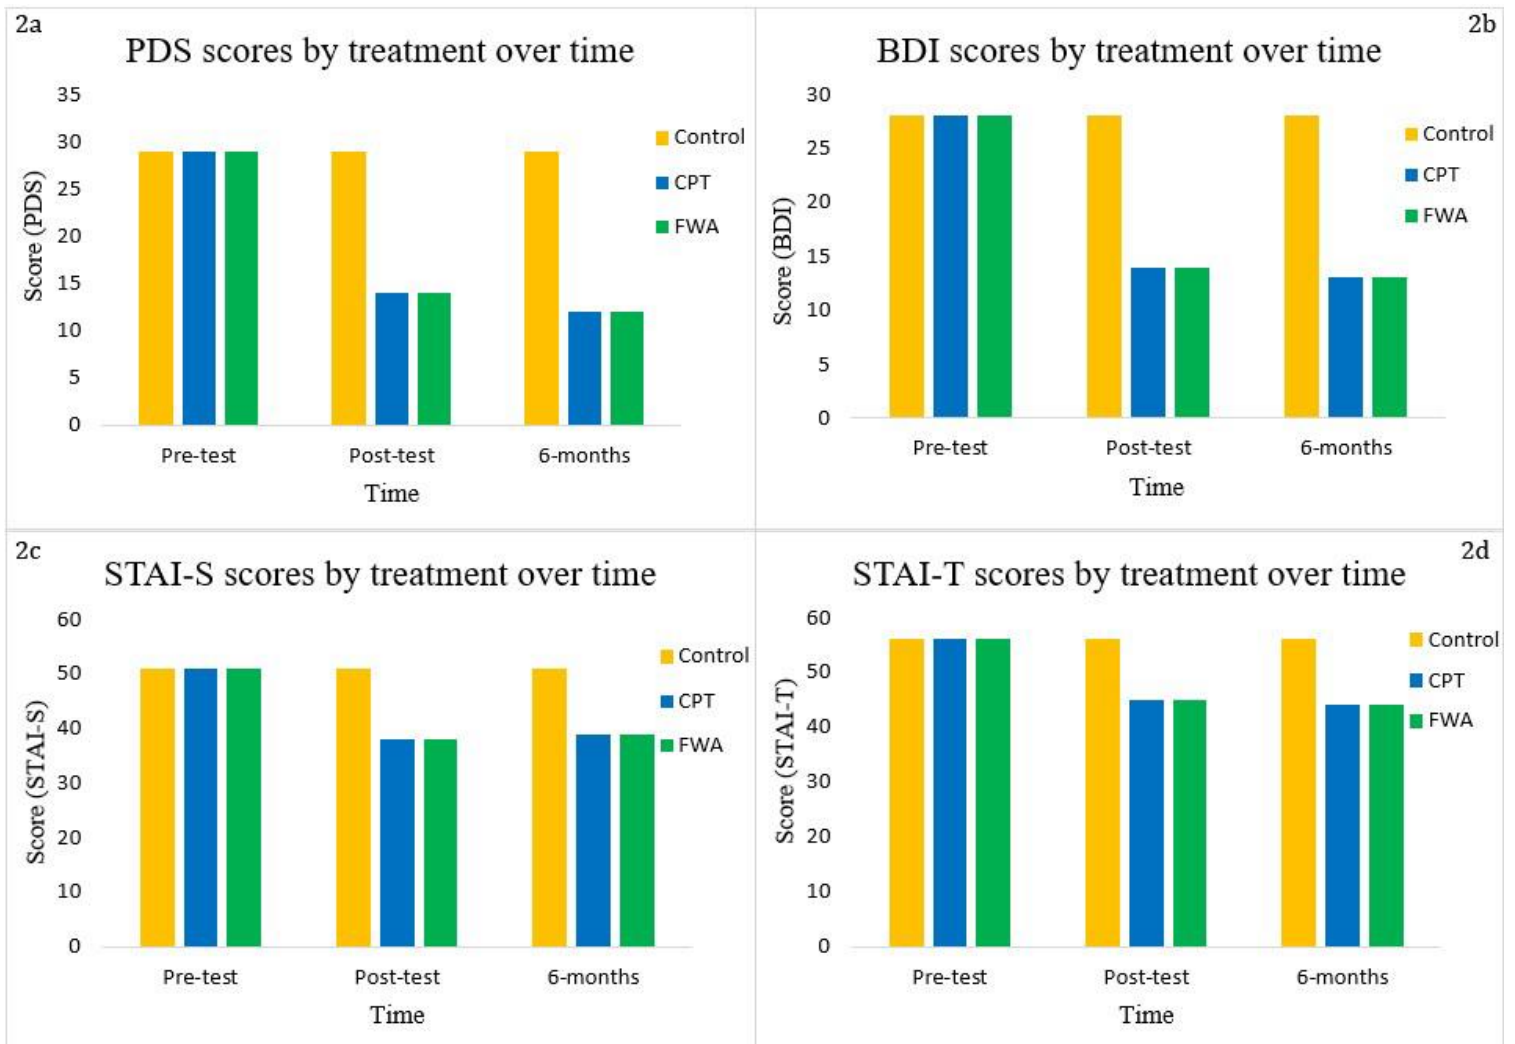 2a
PDS scores by treatment over time
35
30
25
20
15
10
5
0
Score (PDS)
Control
CPT
FWA
Pre-test Post-test 6-months
Time
2b
BDI scores by treatment over time
30
25
20
15
10
5
0
Score (BDI)
Control
CPT
FWA
Pre-test Post-test 6-months
Time
2c
STAI-S scores by treatment over time
60
50
40
30
20
10
0
Score (STAI-S)
Control
CPT
FWA
Pre-test Post-test 6-months
Time
2d
STAI-T scores by treatment over time
60
50
40
30
20
10
0
Score (STAI-T)
Control
CPT
FWA
Pre-test Post-test 6-months
Time